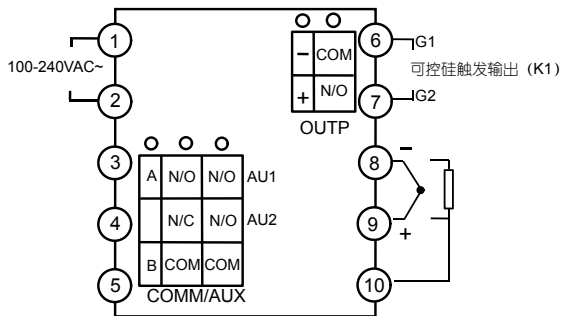 1
100-240VAC~
2
3
4
5
− COM
+ N/O
OUTP
6 G1
可控硅触发输出（K1）
7 G2
A N/O N/O AU1
N/C N/O AU2
B COM COM
COMM/AUX
8 −
9 +
10